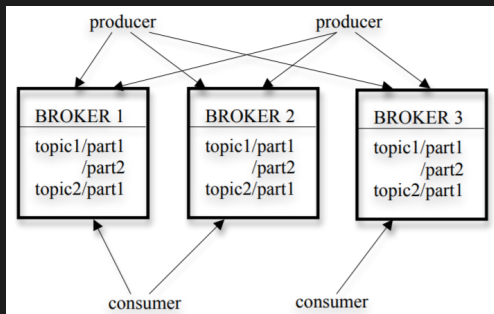 producer
producer
BROKER 1
topic1/part1
/part2
topic2/part1
BROKER 2
topic1/part1
/part2
topic2/part1
BROKER 3
topic1/part1
/part2
topic2/part1
consumer
consumer